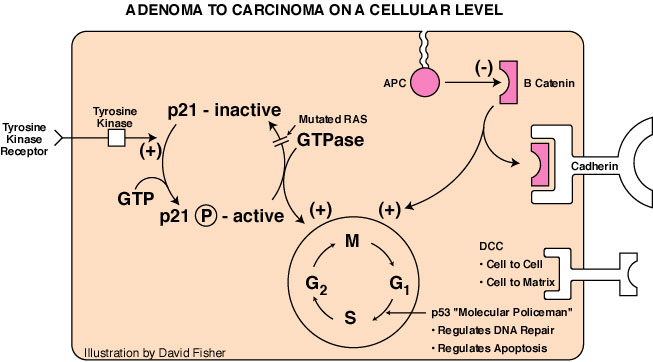 ADENOMA TO CARCINOMA ON A CELLULAR LEVEL
APC
(-)
B Catenin
Tyrosine
Kinase
Receptor
Tyrosine
Kinase
(+)
p21 - inactive
Mutated RAS
GTPase
GTP
p21 P - active
(+)
(+)
Cadherin
M
G1
S
G2
DCC
• Cell to Cell
• Cell to Matrix
p53 "Molecular Policeman"
• Regulates DNA Repair
• Regulates Apoptosis
Illustration by David Fisher